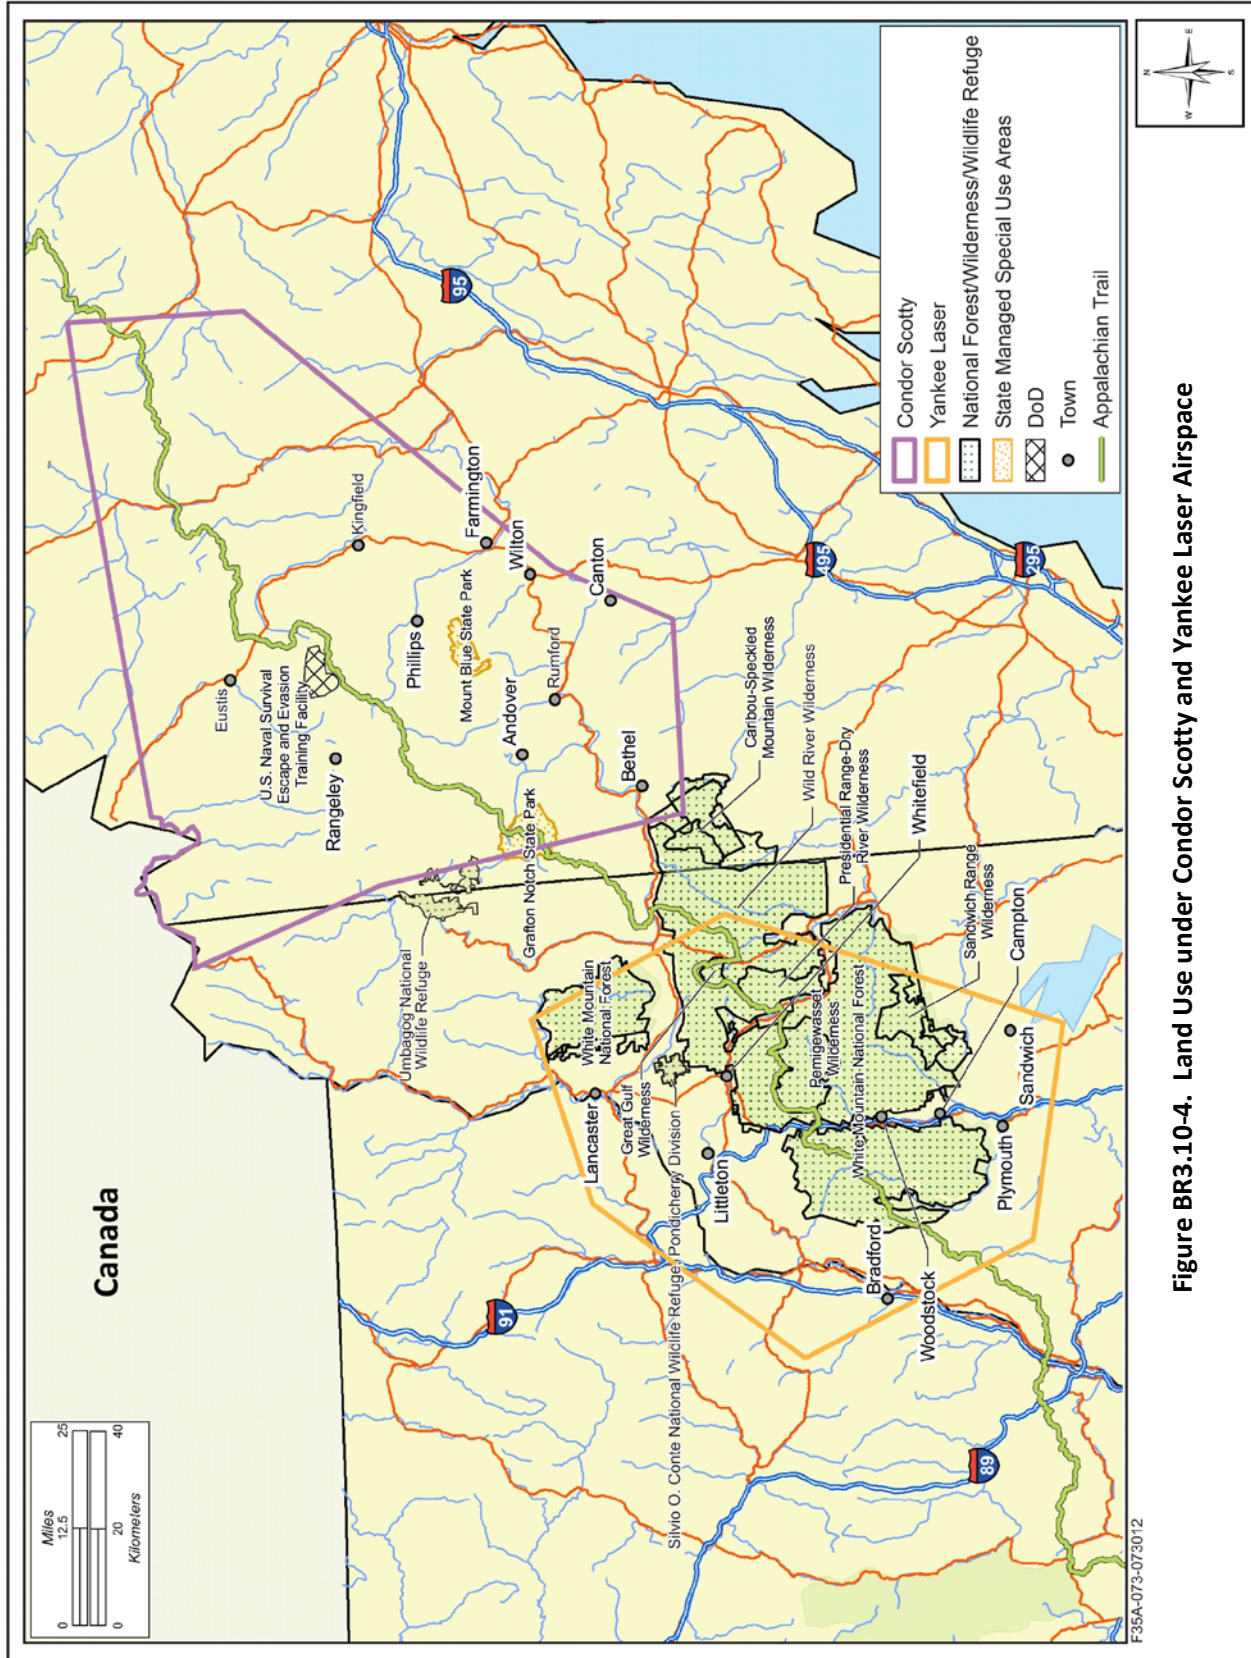 Canada
Miles
0 12.5 25
0 20 40
Kilometers
91
89
95
495
295
Eustis
U.S. Naval Survival
Escape and Evasion
Training Facility
Rangeley
Kingfield
Phillips
Farmington
Mount Blue State Park
Wilton
Andover
Rumford
Canton
Bethel
Grafton Notch State Park
Umbagog National
Wildlife Refuge
White Mountain
National Forest
Lancaster
Great Gulf
Wilderness
Silvio O. Conte National Wildlife Refuge, Pondicherry Division
Littleton
Caribou-Speckled
Mountain Wilderness
Wild River Wilderness
Presidential Range-Dry
River Wilderness
Whitefield
Pemigewasset
Wilderness
White Mountain National Forest
Sandwich Range
Wilderness
Campton
Bradford
Woodstock
Plymouth
Sandwich
Condor Scotty
Yankee Laser
National Forest/Wilderness/Wildlife Refuge
State Managed Special Use Areas
DoD
Town
Appalachian Trail
N
W E
S
F35A-073-073012
Figure BR3.10-4. Land Use under Condor Scotty and Yankee Laser Airspace